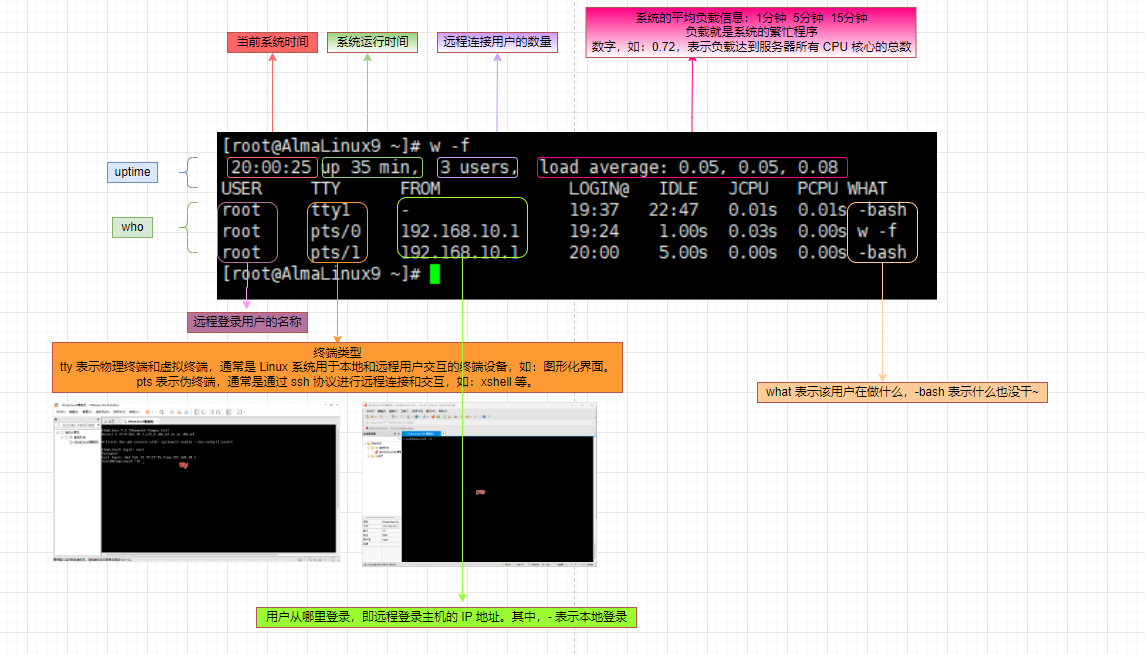 系统的平均负载信息：1分钟 5分钟 15分钟
负载就是系统的繁忙程序
数字，如：0.72，表示负载达到服务器所有 CPU 核心的总数
当前系统时间
系统运行时间
远程连接用户的数量
[root@AlmaLinux9 ~]# w -f
20:00:25 up 35 min, 3 users, load average: 0.05, 0.05, 0.08
USER TTY FROM LOGIN@ IDLE JCPU PCPU WHAT
root tty1 - 19:37 22:47 0.01s 0.01s -bash
root pts/0 192.168.10.1 19:24 1.00s 0.03s 0.00s w -f
root pts/1 192.168.10.1 20:00 5.00s 0.00s 0.00s -bash
[root@AlmaLinux9 ~]#
uptime
who
远程登录用户的名称
终端类型
tty 表示物理终端和虚拟终端，通常是 Linux 系统用于本地和远程用户交互的终端设备，如：图形化界面。
pts 表示伪终端，通常是通过 ssh 协议进行远程连接和交互，如：xshell 等。
what 表示该用户在做什么，-bash 表示什么也没干~
tty
pts
用户从哪里登录，即远程登录主机的 IP 地址。其中，- 表示本地登录